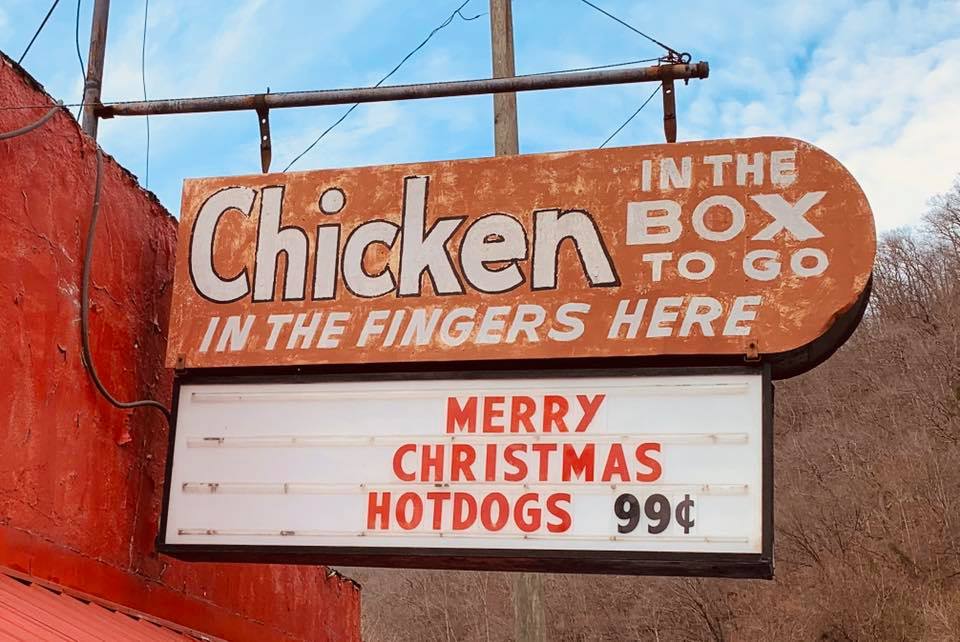 Chicken IN THE
BOX
TO GO
IN THE FINGERS HERE
MERRY
CHRISTMAS
HOTDOGS 99¢